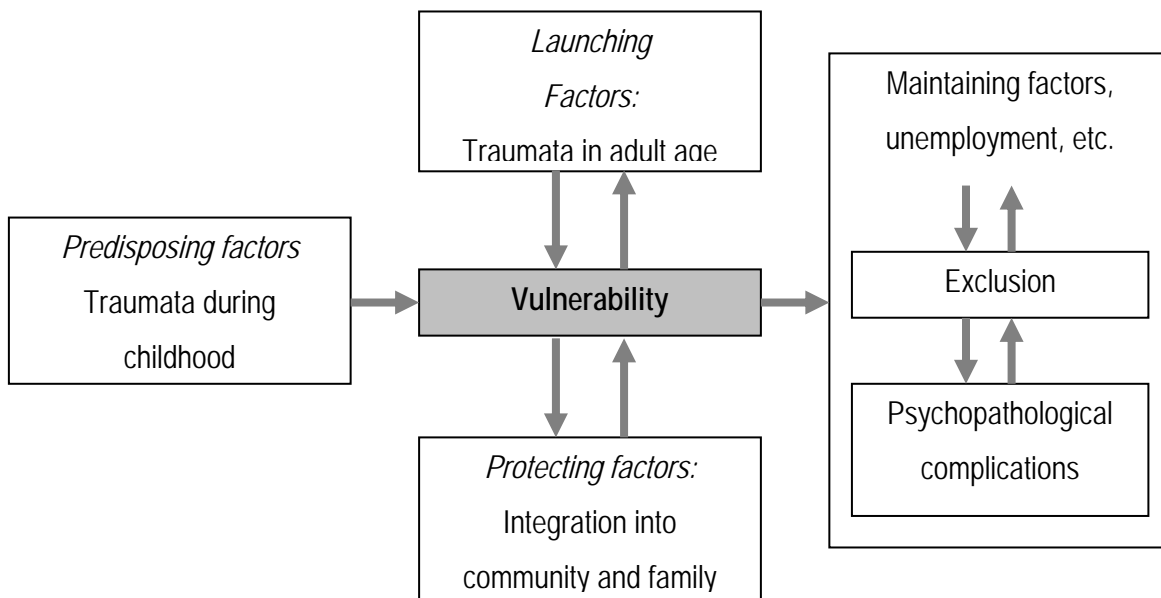 Launching
Factors:
Traumata in adult age
Maintaining factors,
unemployment, etc.
Predisposing factors
Traumata during
childhood
Vulnerability
Exclusion
Psychopathological
complications
Protecting factors:
Integration into
community and family